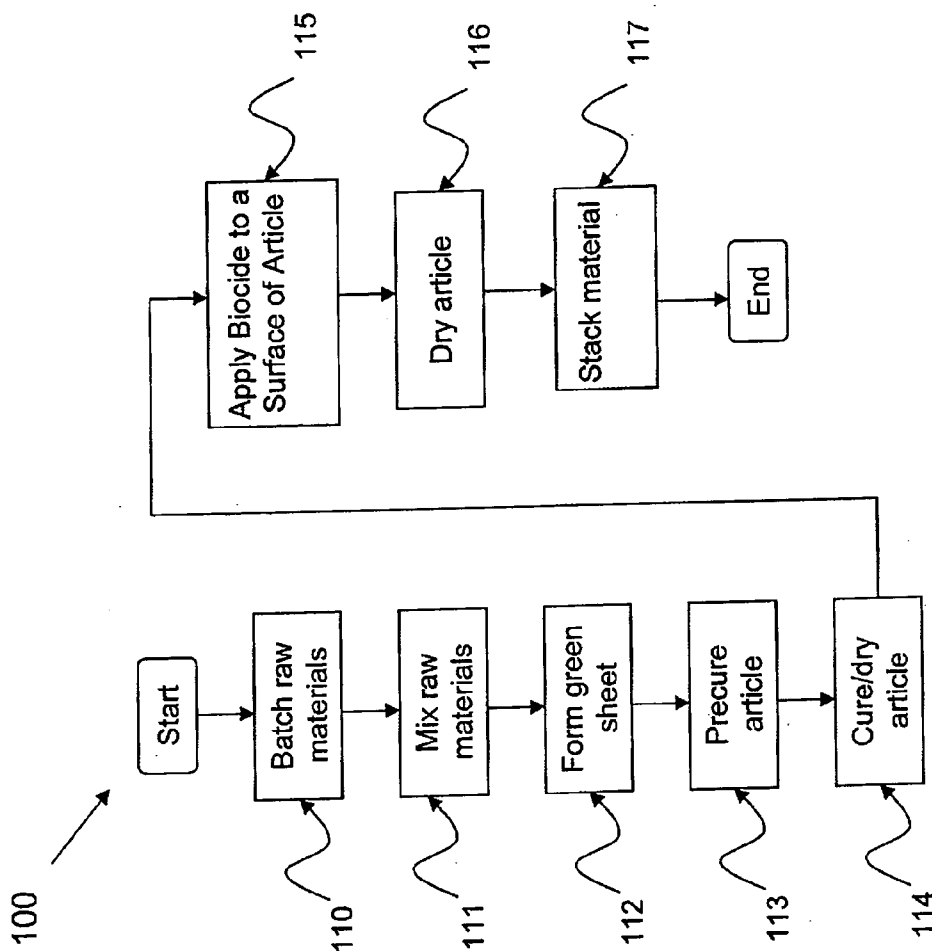 100
Start
Batch raw
materials
110
Mix raw
materials
111
Form green
sheet
112
Precure
article
113
Cure/dry
article
114
Apply Biocide to a
Surface of Article
115
Dry article
116
Stack material
117
End